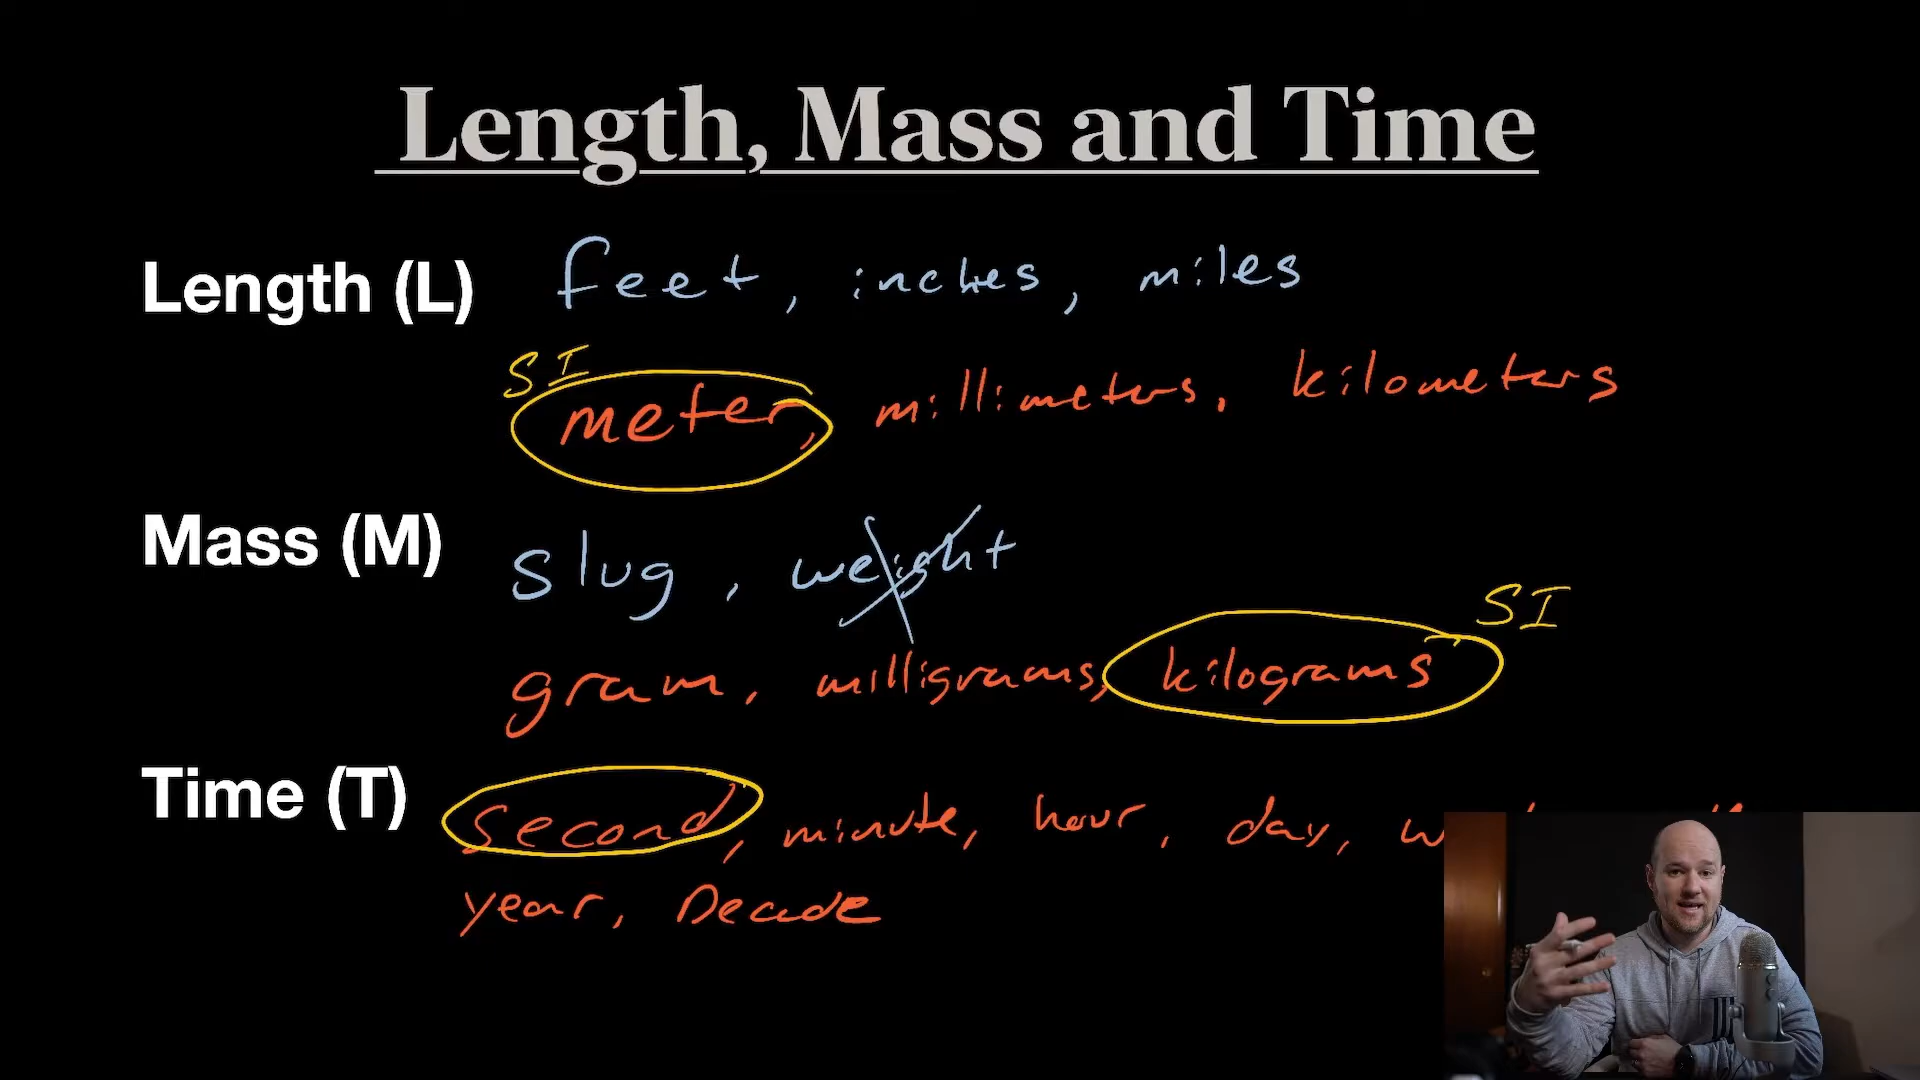 Length, Mass and Time
Length (L) feet, inches, miles
SI
meter, millimeters, kilometers
Mass (M) slug, weight
SI
gram, milligrams, kilograms
Time (T) second, minute, hour, day,
year, Decade